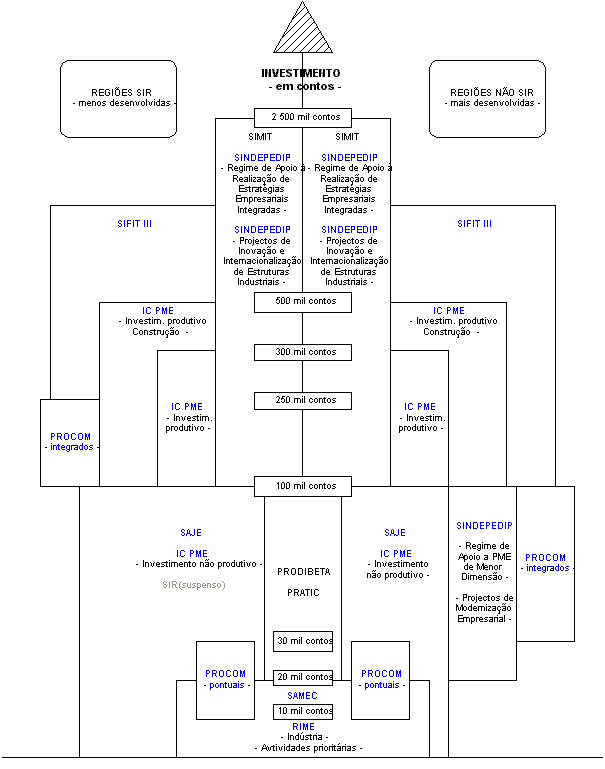 INVESTIMENTO
- em contos -
REGIÕES SIR
- menos desenvolvidas -
REGIÕES NÃO SIR
- mais desenvolvidas -
2 500 mil contos
SIMIT
SINDEPEDIP
- Regime de Apoio à
Realização de
Estratégias
Empresariais
Integradas -
SINDEPEDIP
- Projectos de
Inovação e
Internacionalização
de Estruturas
Industriais -
SIMIT
SINDEPEDIP
- Regime de Apoio à
Realização de
Estratégias
Empresariais
Integradas -
SINDEPEDIP
- Projectos de
Inovação e
Internacionalização
de Estruturas
Industriais -
SIFIT III
SIFIT III
500 mil contos
IC PME
- Investim. produtivo
Construção -
IC PME
- Investim. produtivo
Construção -
300 mil contos
250 mil contos
IC PME
- Investim.
produtivo -
IC PME
- Investim.
produtivo -
PROCOM
- integrados -
100 mil contos
SAJE
IC PME
- Investimento não produtivo -
SIR(suspenso)
PRODIBETA
PRATIC
SAJE
IC PME
- Investimento
não produtivo -
SINDEPEDIP
- Regime de
Apoio a PME
de Menor
Dimensão -
- Projectos de
Modernização
Empresarial -
PROCOM
- integrados -
30 mil contos
PROCOM
- pontuais -
20 mil contos
PROCOM
- pontuais -
SAMEC
10 mil contos
RIME
- Indústria -
- Avtividades prioritárias -